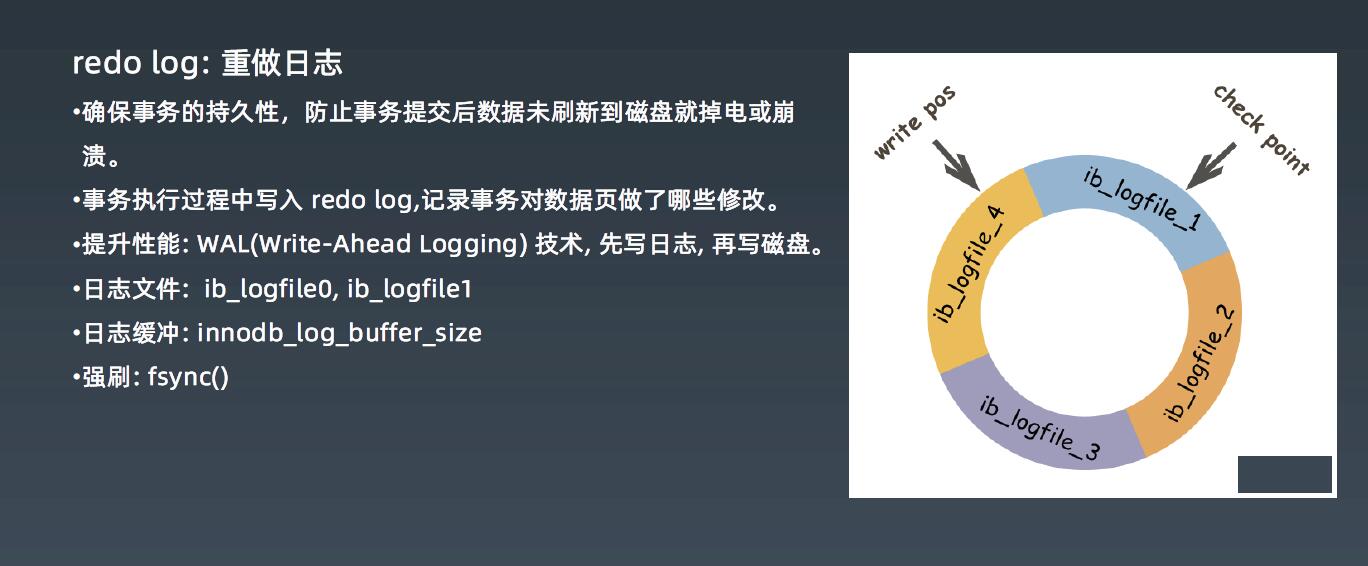 redo log: 重做日志
•确保事务的持久性，防止事务提交后数据未刷新到磁盘就掉电或崩
溃。
•事务执行过程中写入 redo log,记录事务对数据页做了哪些修改。
•提升性能: WAL(Write-Ahead Logging) 技术, 先写日志, 再写磁盘。
•日志文件：ib_logfile0, ib_logfile1
•日志缓冲: innodb_log_buffer_size
•强刷: fsync()
write pos
check point
ib_logfile_1
ib_logfile_2
ib_logfile_3
ib_logfile_4